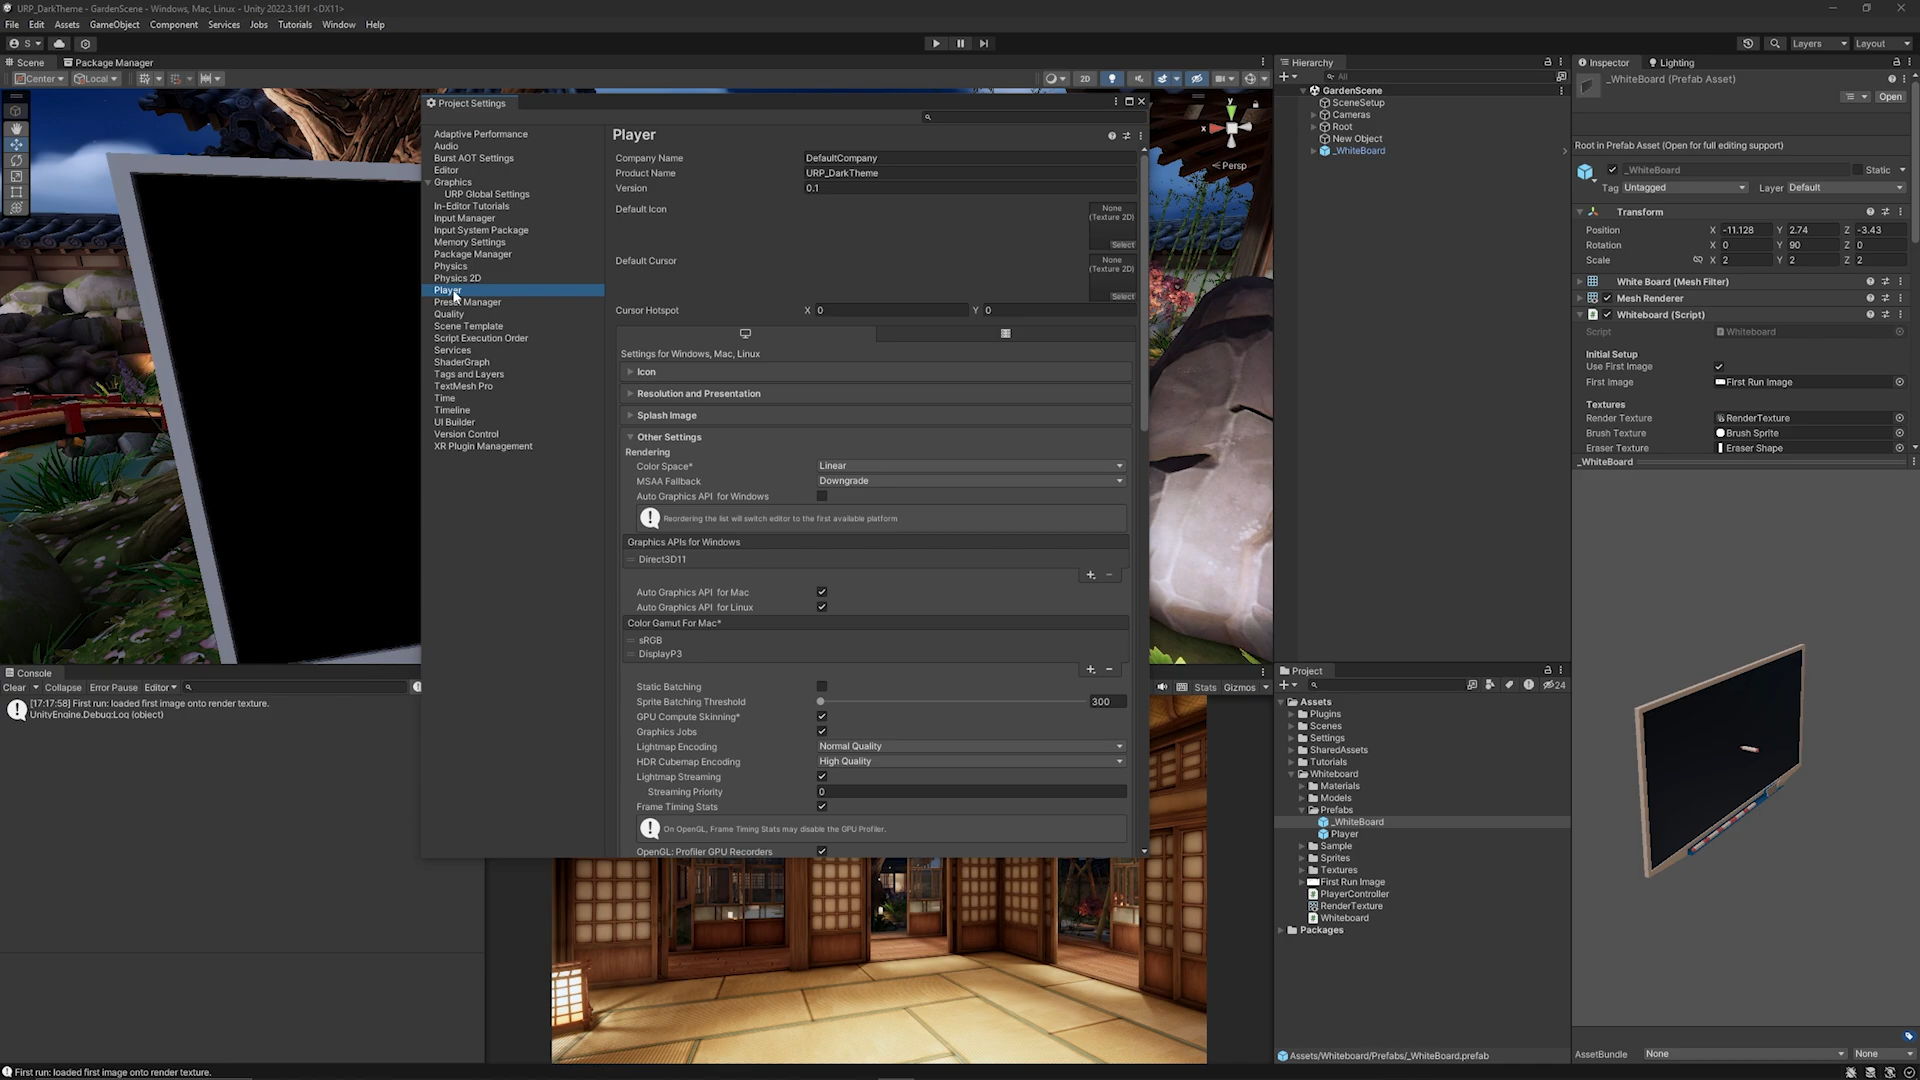 URP_DarkTheme - GardenScene - Windows, Mac, Linux - Unity 2022.3.16f1 <DX11>
File Edit Assets GameObject Component Services Jobs Tutorials Window Help
S Layers Layout
Scene Package Manager
Center Local 2D
Y
X
Z
< Persp
Project Settings
Adaptive Performance
Audio
Burst AOT Settings
Editor
Graphics
URP Global Settings
In-Editor Tutorials
Input Manager
Input System Package
Memory Settings
Package Manager
Physics
Physics 2D
Player
Preset Manager
Quality
Scene Template
Script Execution Order
Services
ShaderGraph
Tags and Layers
TextMesh Pro
Time
Timeline
UI Builder
Version Control
XR Plugin Management
Player
Company Name DefaultCompany
Product Name URP_DarkTheme
Version 0.1
Default Icon None
(Texture 2D)
Select
Default Cursor None
(Texture 2D)
Select
Cursor Hotspot X 0 Y 0
Settings for Windows, Mac, Linux
Icon
Resolution and Presentation
Splash Image
Other Settings
Rendering
Color Space* Linear
MSAA Fallback Downgrade
Auto Graphics API for Windows
Reordering the list will switch editor to the first available platform
Graphics APIs for Windows
Direct3D11
Auto Graphics API for Mac
Auto Graphics API for Linux
Color Gamut For Mac*
sRGB
DisplayP3
Static Batching
Sprite Batching Threshold 300
GPU Compute Skinning*
Graphics Jobs
Lightmap Encoding Normal Quality
HDR Cubemap Encoding High Quality
Lightmap Streaming
Streaming Priority 0
Frame Timing Stats
On OpenGL, Frame Timing Stats may disable the GPU Profiler.
OpenGL: Profiler GPU Recorders
Console
Clear Collapse Error Pause Editor
[17:17:58] First run: loaded first image onto render texture.
UnityEngine.Debug:Log (object)
Stats Gizmos
Hierarchy
All
GardenScene
SceneSetup
Cameras
Root
New Object
_WhiteBoard
Project
24
Assets
Plugins
Scenes
Settings
SharedAssets
Tutorials
Whiteboard
Materials
Models
Prefabs
_WhiteBoard
Player
Sample
Sprites
Textures
First Run Image
PlayerController
RenderTexture
Whiteboard
Packages
Assets/Whiteboard/Prefabs/_WhiteBoard.prefab
Inspector Lighting
_WhiteBoard (Prefab Asset)
Open
Root in Prefab Asset (Open for full editing support)
_WhiteBoard Static
Tag Untagged Layer Default
Transform
Position X -11.128 Y 2.74 Z -3.43
Rotation X 0 Y 90 Z 0
Scale X 2 Y 2 Z 2
White Board (Mesh Filter)
Mesh Renderer
Whiteboard (Script)
Script Whiteboard
Initial Setup
Use First Image
First Image First Run Image
Textures
Render Texture RenderTexture
Brush Texture Brush Sprite
Eraser Texture Eraser Shape
_WhiteBoard
AssetBundle None None
First run: loaded first image onto render texture.